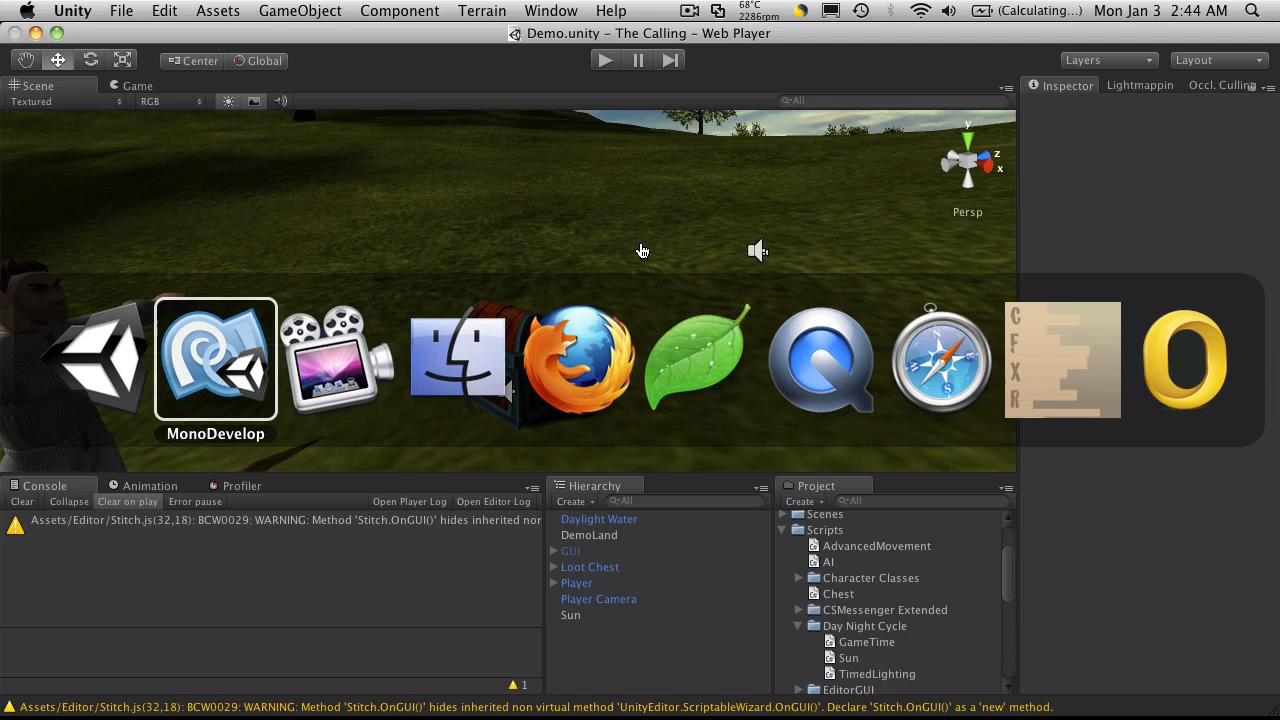 Unity File Edit Assets GameObject Component Terrain Window Help 68°C 2286rpm (Calculating...) Mon Jan 3 2:44 AM
Demo.unity – The Calling – Web Player
Center Global Layers Layout
Scene Game Inspector Lightmappin Occl. Culling
Textured RGB All
y
z
x
Persp
C
F
X
R
MonoDevelop
Console Animation Profiler Hierarchy Project
Clear Collapse Clear on play Error pause Open Player Log Open Editor Log Create All Create All
Assets/Editor/Stitch.js(32,18): BCW0029: WARNING: Method 'Stitch.OnGUI()' hides inherited nor
Daylight Water
DemoLand
GUI
Loot Chest
Player
Player Camera
Sun
Scenes
Scripts
AdvancedMovement
AI
Character Classes
Chest
CSMessenger Extended
Day Night Cycle
GameTime
Sun
TimedLighting
EditorGUI
1
Assets/Editor/Stitch.js(32,18): BCW0029: WARNING: Method 'Stitch.OnGUI()' hides inherited non virtual method 'UnityEditor.ScriptableWizard.OnGUI()'. Declare 'Stitch.OnGUI()' as a 'new' method.